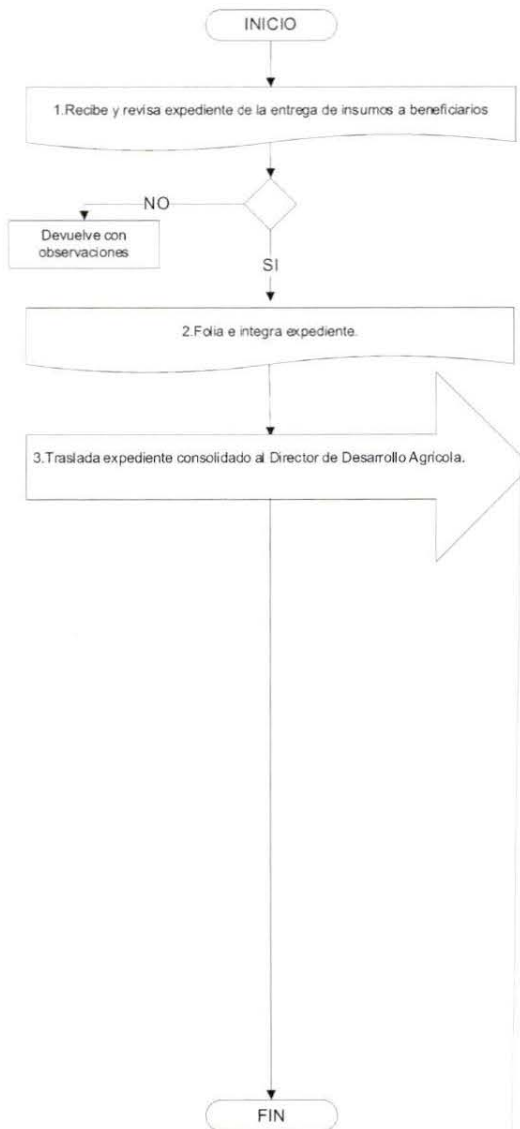 INICIO
1.Recibe y revisa expediente de la entrega de insumos a beneficiarios
NO
Devuelve con
observaciones
SI
2.Folia e integra expediente.
3.Traslada expediente consolidado al Director de Desarrollo Agrícola.
FIN